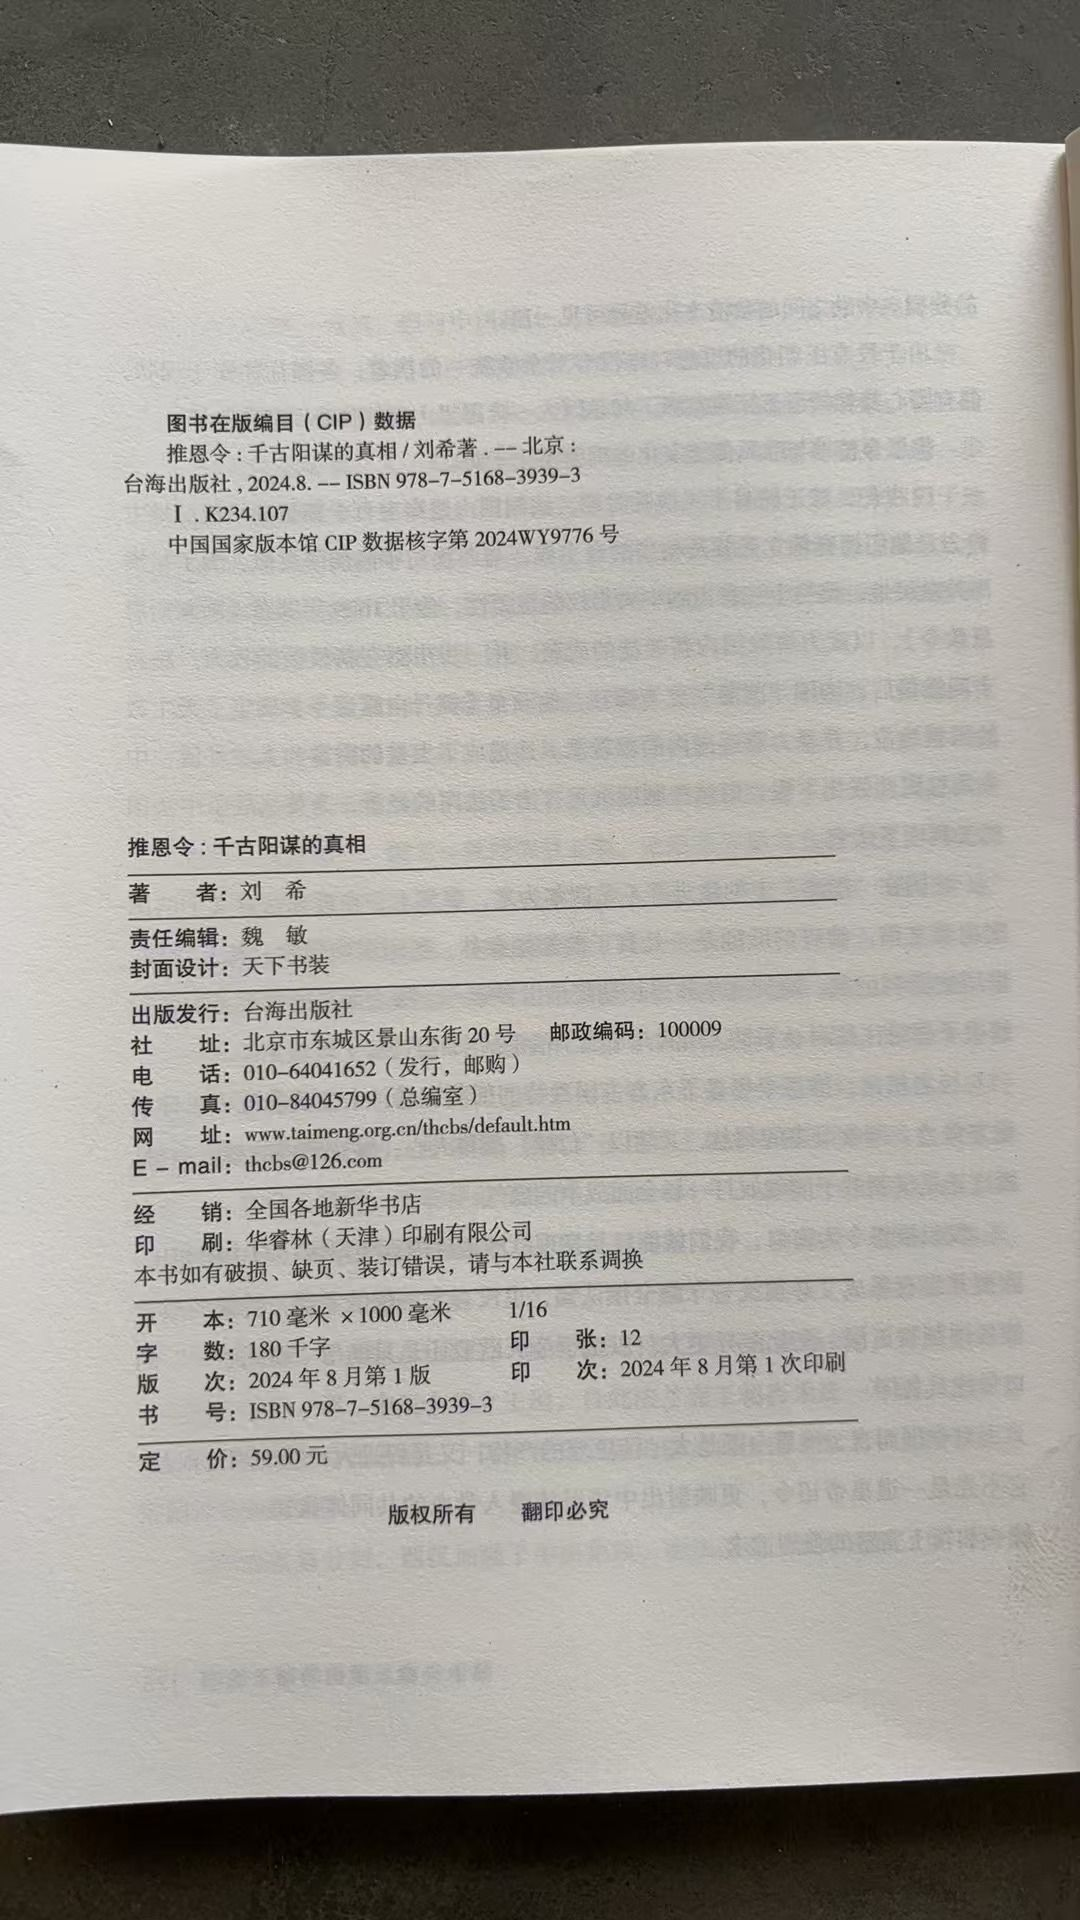 图书在版编目（CIP）数据
推恩令：千古阳谋的真相 / 刘希著 . -- 北京：
台海出版社 , 2024.8. -- ISBN 978-7-5168-3939-3
Ⅰ . K234.107
中国国家版本馆 CIP 数据核字第 2024WY9776 号
推恩令：千古阳谋的真相
著 者：刘 希
责任编辑：魏 敏
封面设计：天下书装
出版发行：台海出版社
社 址：北京市东城区景山东街 20 号 邮政编码：100009
电 话：010-64041652（发行，邮购）
传 真：010-84045799（总编室）
网 址：www.taimeng.org.cn/thcbs/default.htm
E - mail：thcbs@126.com
经 销：全国各地新华书店
印 刷：华睿林（天津）印刷有限公司
本书如有破损、缺页、装订错误，请与本社联系调换
开 本：710 毫米 ×1000 毫米 1/16
字 数：180 千字 印 张：12
版 次：2024 年 8 月第 1 版 印 次：2024 年 8 月第 1 次印刷
书 号：ISBN 978-7-5168-3939-3
定 价：59.00 元
版权所有 翻印必究